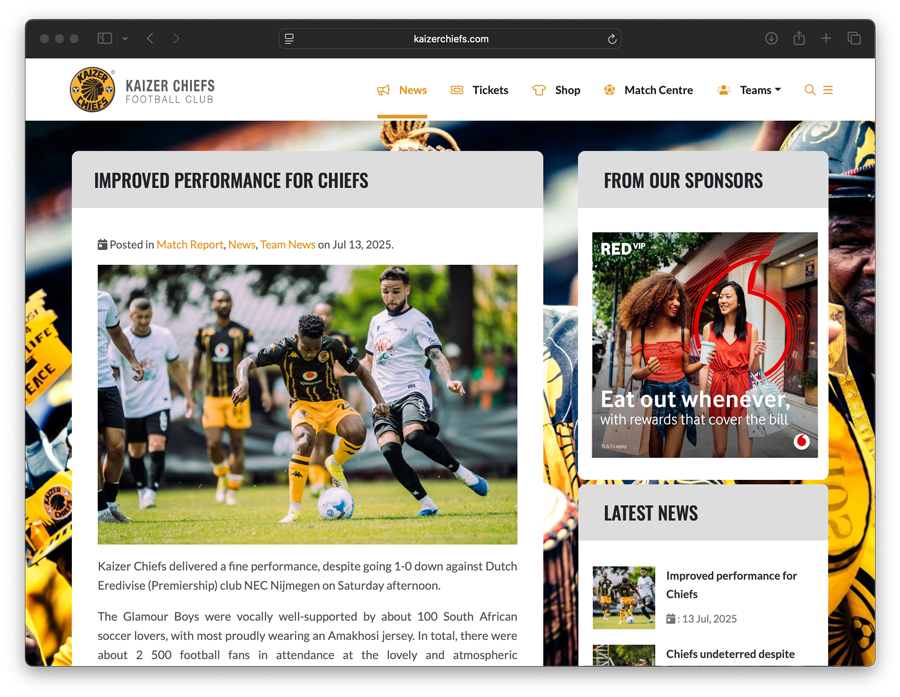 kaizerchiefs.com
KAIZER CHIEFS
KAIZER CHIEFS
FOOTBALL CLUB
News
Tickets
Shop
Match Centre
Teams
IMPROVED PERFORMANCE FOR CHIEFS
Posted in Match Report, News, Team News on Jul 13, 2025.
Kaizer Chiefs delivered a fine performance, despite going 1-0 down against Dutch
Eredivise (Premiership) club NEC Nijmegen on Saturday afternoon.
The Glamour Boys were vocally well-supported by about 100 South African
soccer lovers, with most proudly wearing an Amakhosi jersey. In total, there were
about 2 500 football fans in attendance at the lovely and atmospheric
FROM OUR SPONSORS
REDVIP
Eat out whenever,
with rewards that cover the bill
Ts & Cs apply
LATEST NEWS
Improved performance for
Chiefs
: 13 Jul, 2025
Chiefs undeterred despite
LIFE
PEACE